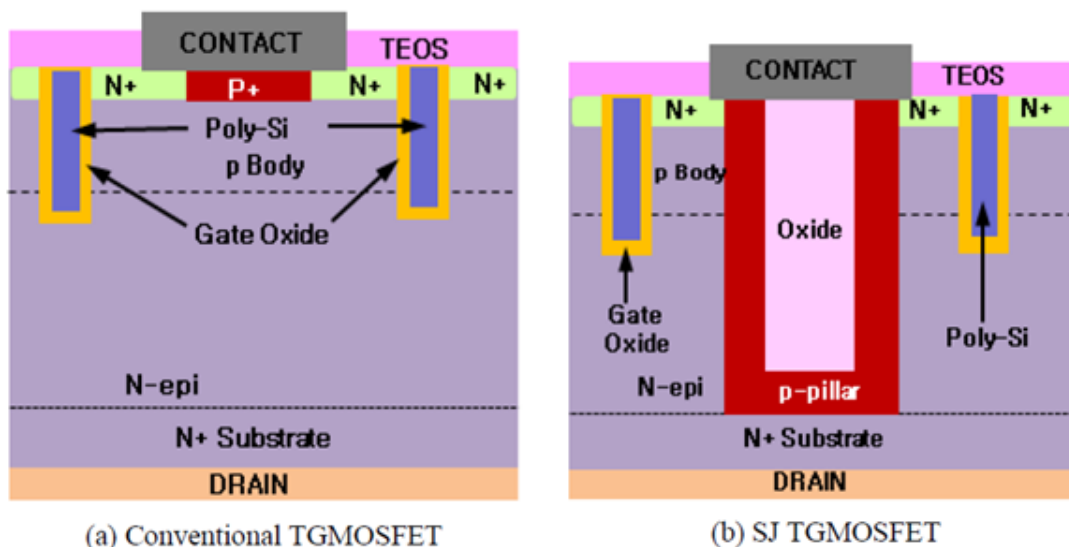 CONTACT
TEOS
N+
P+
N+
N+
Poly-Si
p Body
Gate Oxide
N-epi
N+ Substrate
DRAIN
(a) Conventional TGMOSFET
CONTACT
TEOS
N+
N+
N+
p Body
Oxide
Gate
Oxide
Poly-Si
N-epi
p-pillar
N+ Substrate
DRAIN
(b) SJ TGMOSFET